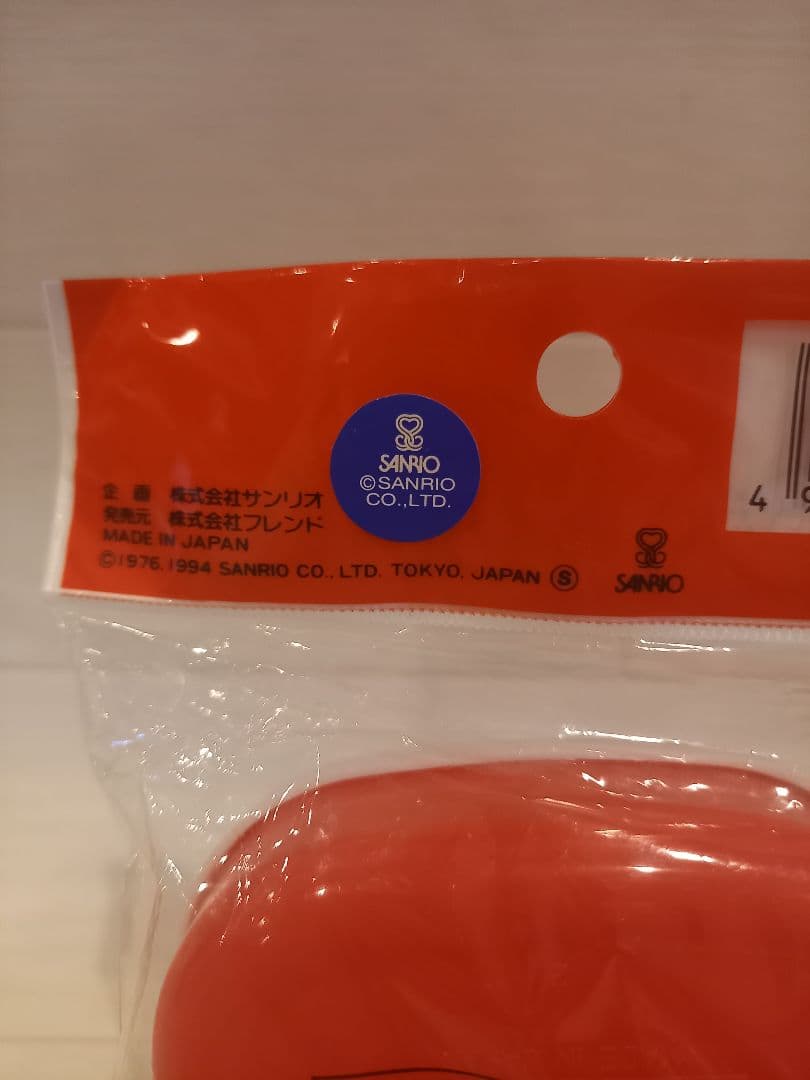 SANRIO
©SANRIO
CO.,LTD.
企 画 株式会社サンリオ
発売元 株式会社フレンド
MADE IN JAPAN
©1976,1994 SANRIO CO., LTD. TOKYO, JAPAN Ⓢ
SANRIO
4